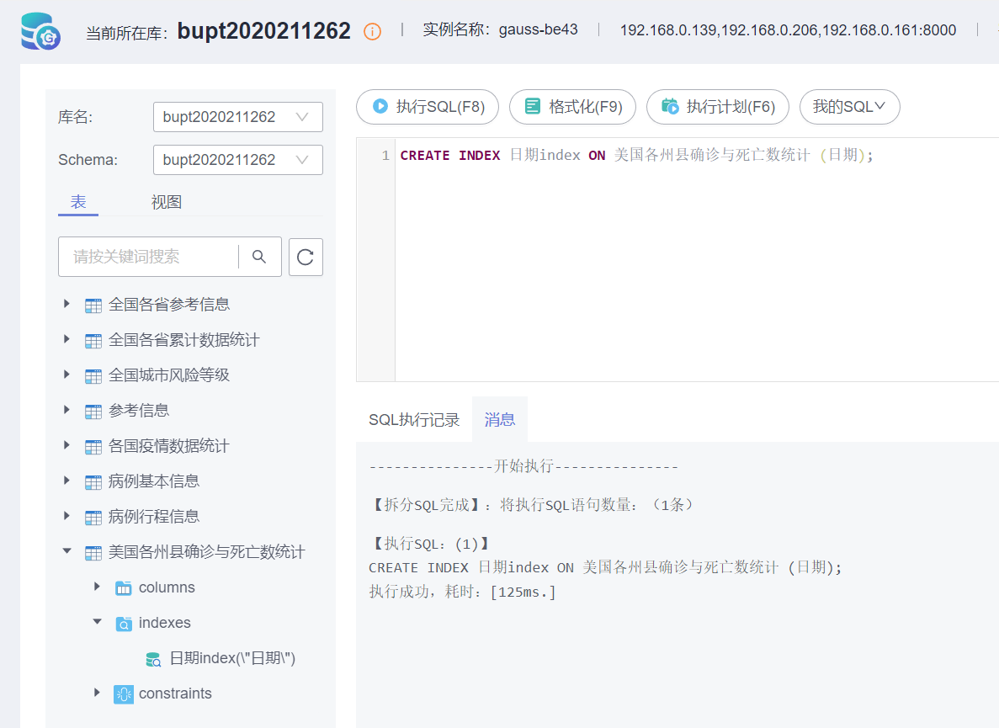 当前所在库: bupt2020211262 | 实例名称: gauss-be43 | 192.168.0.139,192.168.0.206,192.168.0.161:8000 |
库名: bupt2020211262
Schema: bupt2020211262
表 视图
请按关键词搜索
全国各省参考信息
全国各省累计数据统计
全国城市风险等级
参考信息
各国疫情数据统计
病例基本信息
病例行程信息
美国各州县确诊与死亡数统计
columns
indexes
日期index(\"日期\")
constraints
执行SQL(F8) 格式化(F9) 执行计划(F6) 我的SQL
1 CREATE INDEX 日期index ON 美国各州县确诊与死亡数统计 (日期);
SQL执行记录 消息
---------------开始执行---------------
【拆分SQL完成】: 将执行SQL语句数量: (1条)
【执行SQL: (1)】
CREATE INDEX 日期index ON 美国各州县确诊与死亡数统计 (日期);
执行成功, 耗时: [125ms.]